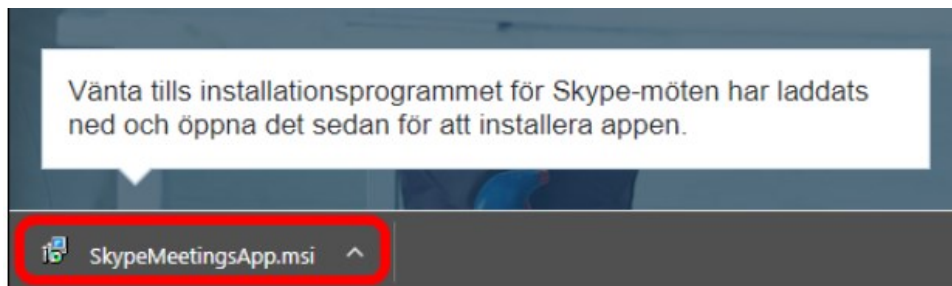 Vänta tills installationsprogrammet för Skype-möten har laddats
ned och öppna det sedan för att installera appen.
SkypeMeetingsApp.msi